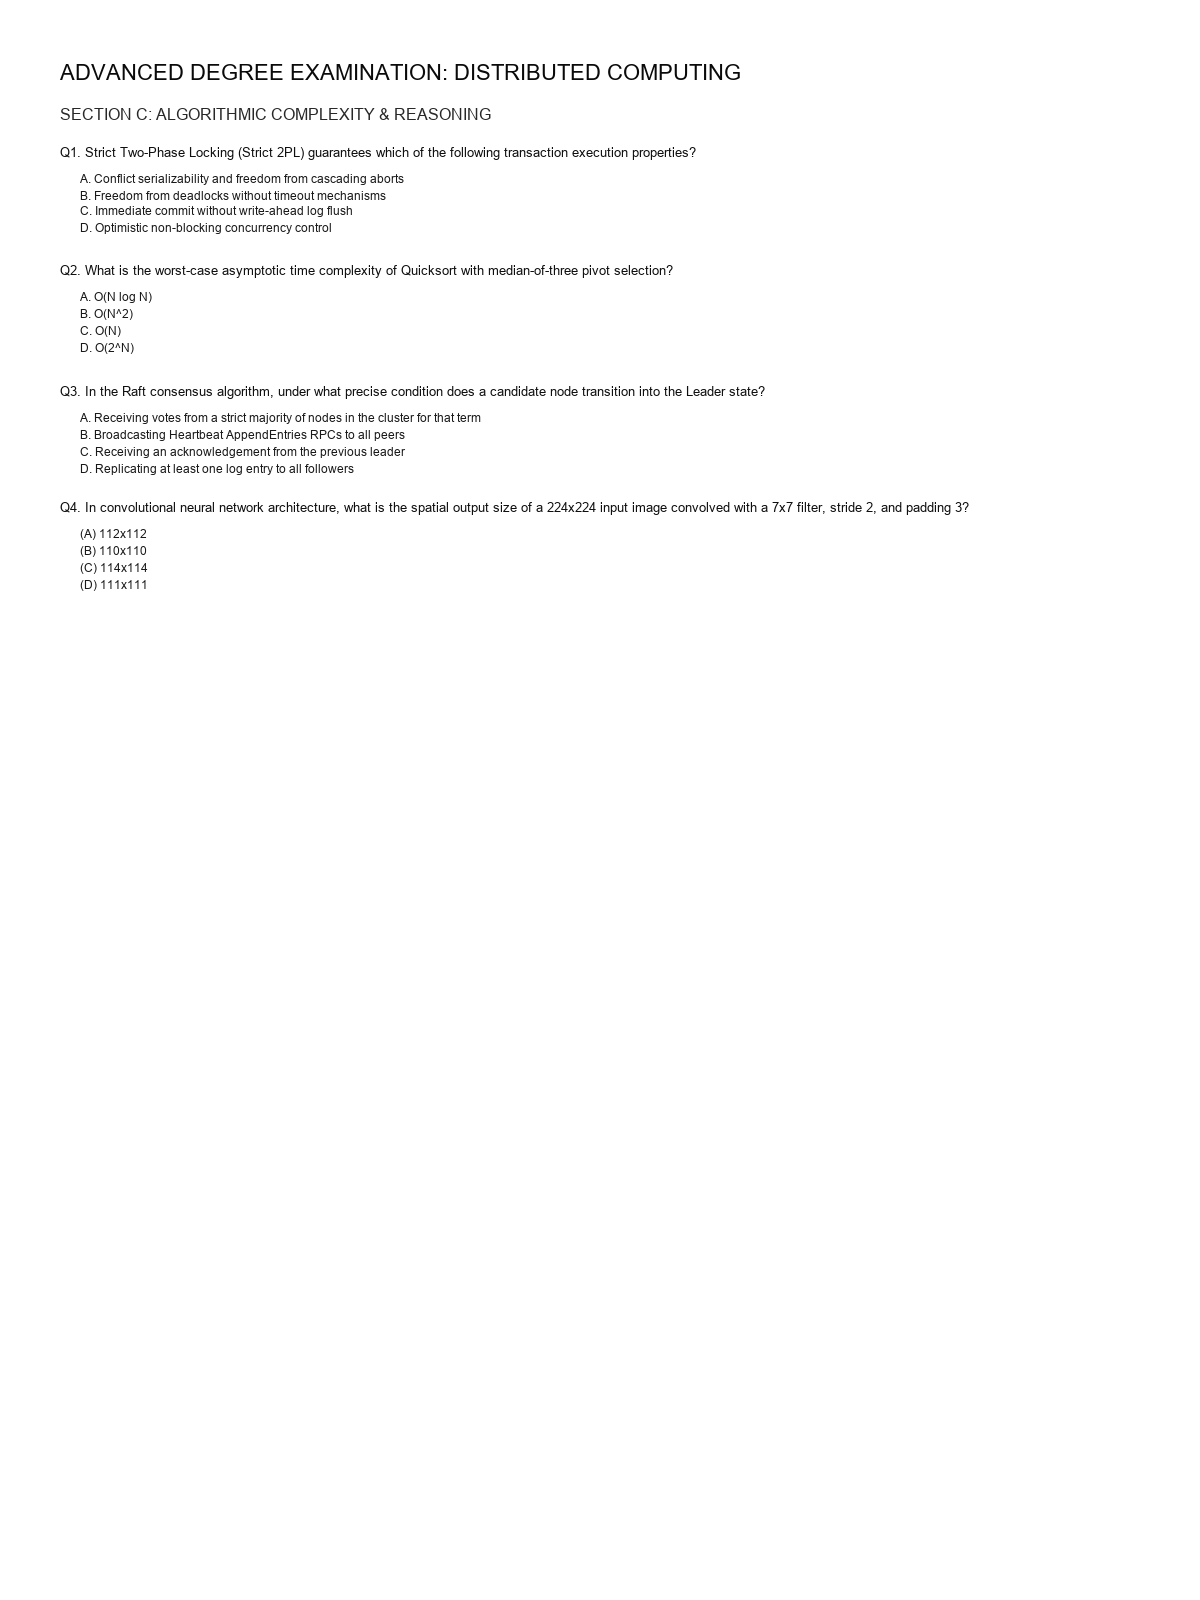 ADVANCED DEGREE EXAMINATION: DISTRIBUTED COMPUTING
SECTION C: ALGORITHMIC COMPLEXITY & REASONING
Q1. Strict Two-Phase Locking (Strict 2PL) guarantees which of the following transaction execution properties?
A. Conflict serializability and freedom from cascading aborts
B. Freedom from deadlocks without timeout mechanisms
C. Immediate commit without write-ahead log flush
D. Optimistic non-blocking concurrency control
Q2. What is the worst-case asymptotic time complexity of Quicksort with median-of-three pivot selection?
A. O(N log N)
B. O(N^2)
C. O(N)
D. O(2^N)
Q3. In the Raft consensus algorithm, under what precise condition does a candidate node transition into the Leader state?
A. Receiving votes from a strict majority of nodes in the cluster for that term
B. Broadcasting Heartbeat AppendEntries RPCs to all peers
C. Receiving an acknowledgement from the previous leader
D. Replicating at least one log entry to all followers
Q4. In convolutional neural network architecture, what is the spatial output size of a 224x224 input image convolved with a 7x7 filter, stride 2, and padding 3?
(A) 112x112
(B) 110x110
(C) 114x114
(D) 111x111